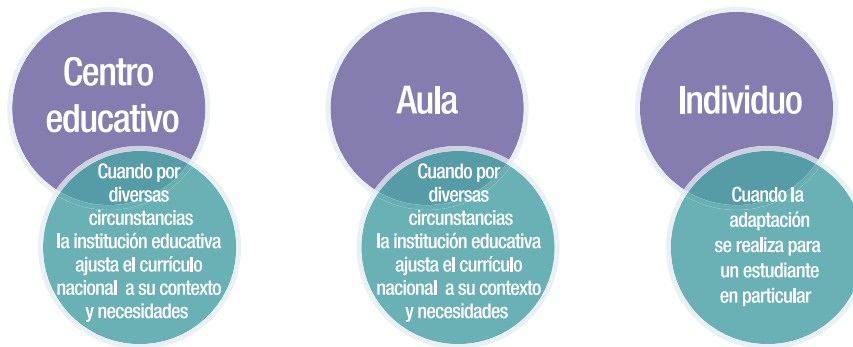 Centro
educativo
Cuando por
diversas
circunstancias
la institución educativa
ajusta el currículo
nacional a su contexto
y necesidades
Aula
Cuando por
diversas
circunstancias
la institución educativa
ajusta el currículo
nacional a su contexto
y necesidades
Individuo
Cuando la
adaptación
se realiza para
un estudiante
en particular